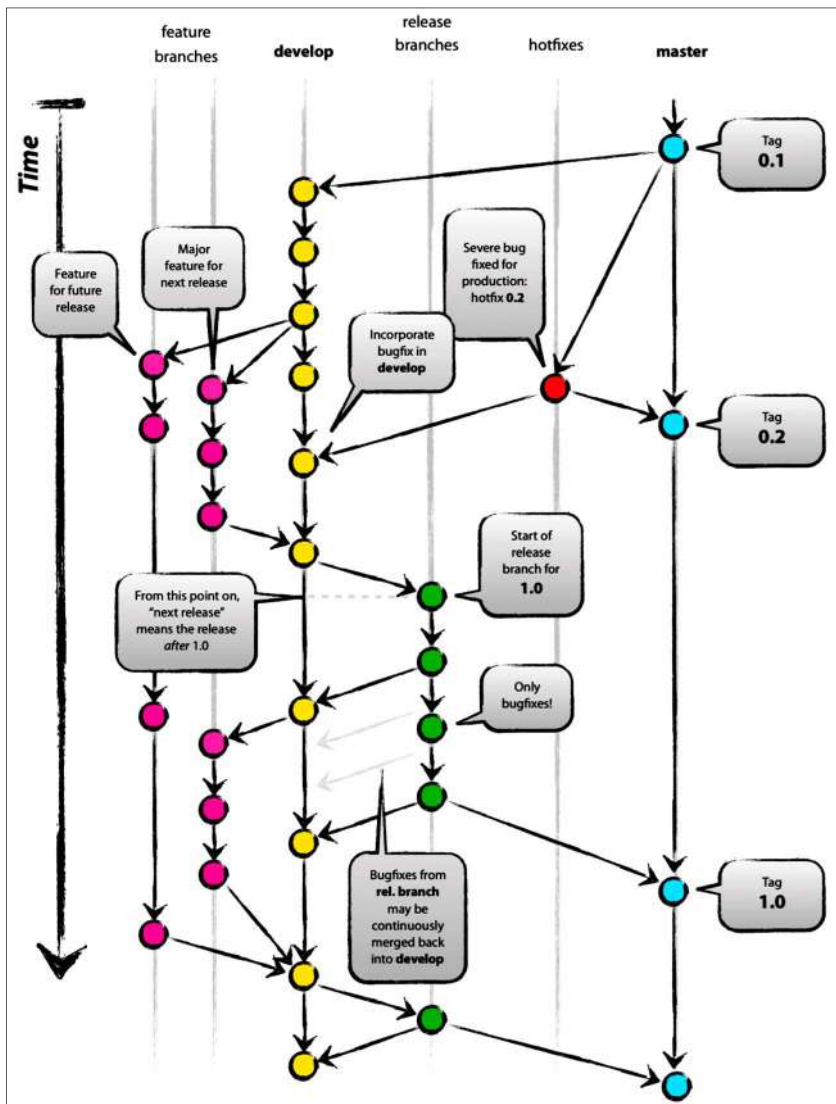 feature
branches
develop
release
branches
hotfixes
master
Time
Tag
0.1
Major
feature for
next release
Severe bug
fixed for
production:
hotfix 0.2
Feature
for future
release
Incorporate
bugfix in
develop
Tag
0.2
Start of
release
branch for
1.0
From this point on,
“next release”
means the release
after 1.0
Only
bugfixes!
Bugfixes from
rel. branch
may be
continuously
merged back
into develop
Tag
1.0